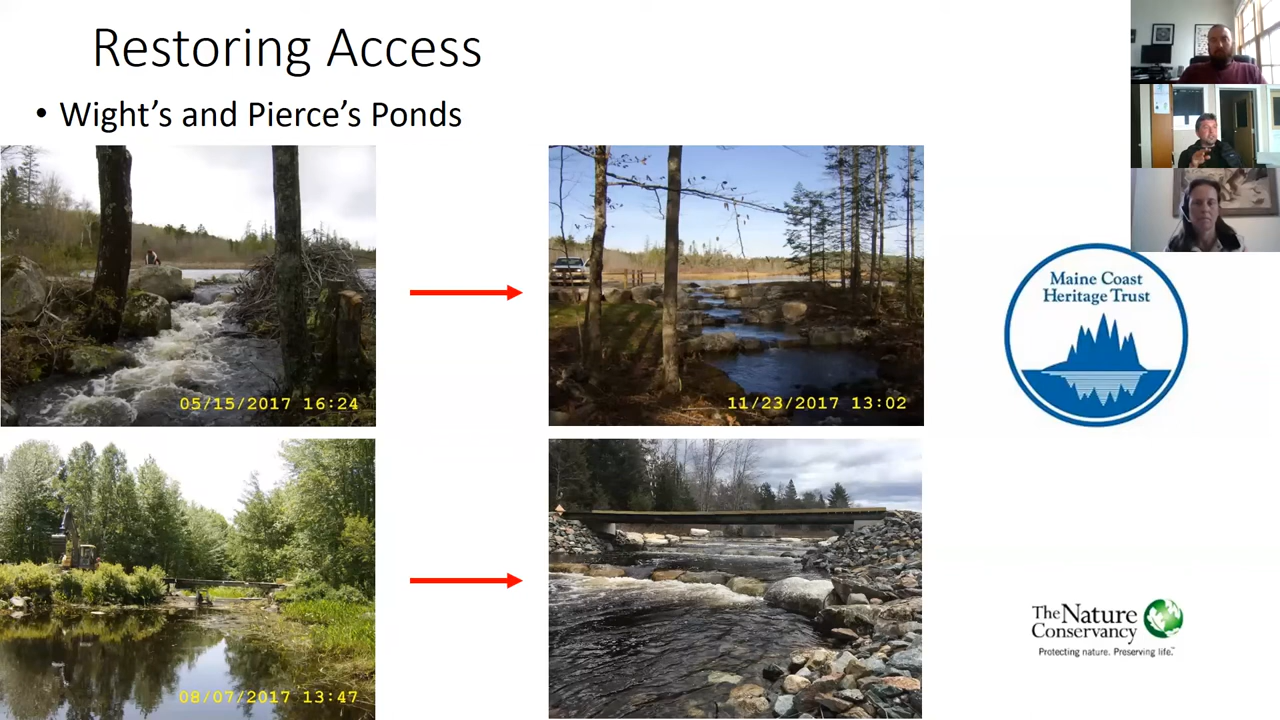 Restoring Access
• Wight’s and Pierce’s Ponds
05/15/2017 16:24
11/23/2017 13:02
Maine Coast
Heritage Trust
08/07/2017 13:47
The Nature
Conservancy
Protecting nature. Preserving life.™